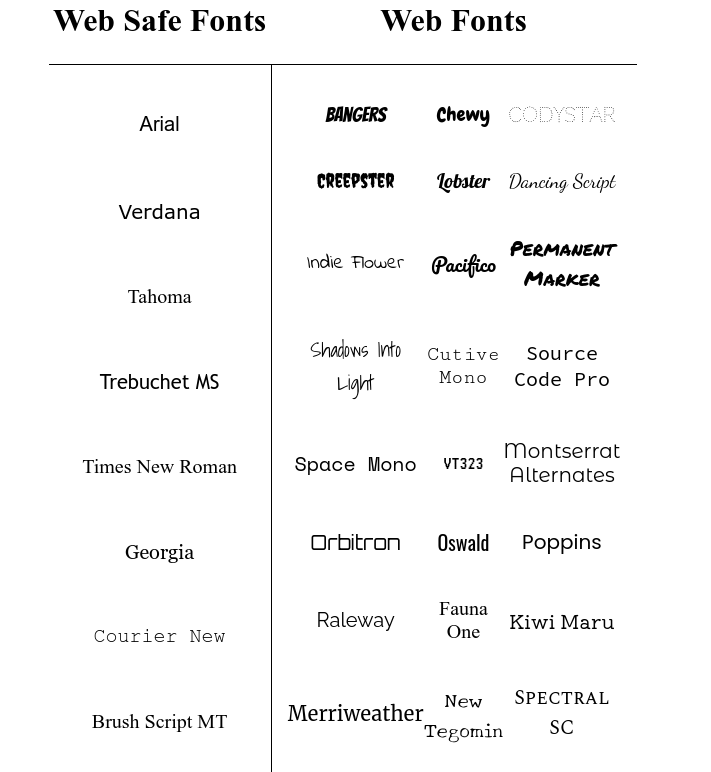 Web Safe Fonts
Web Fonts
Arial
Verdana
Tahoma
Trebuchet MS
Times New Roman
Georgia
Courier New
Brush Script MT
BANGERS
Chewy
CODYSTAR
CREEPSTER
Lobster
Dancing Script
Indie Flower
Pacifico
PERMANENT
MARKER
Shadows Into
Light
Cutive
Mono
Source
Code Pro
Space Mono
VT323
Montserrat
Alternates
Orbitron
Oswald
Poppins
Raleway
Fauna
One
Kiwi Maru
Merriweather
New
Tegomin
SPECTRAL
SC